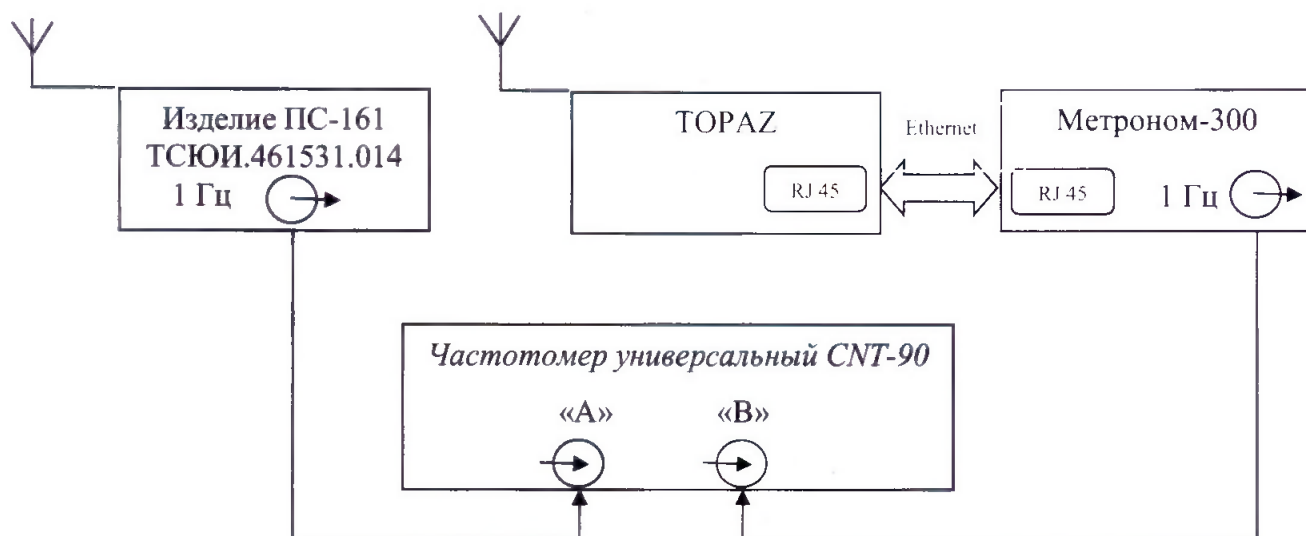 Изделие ПС-161
ТСЮИ.461531.014
1 Гц
TOPAZ
RJ 45
Ethernet
Метроном-300
RJ 45
1 Гц
Частотомер универсальный CNT-90
«А»
«В»